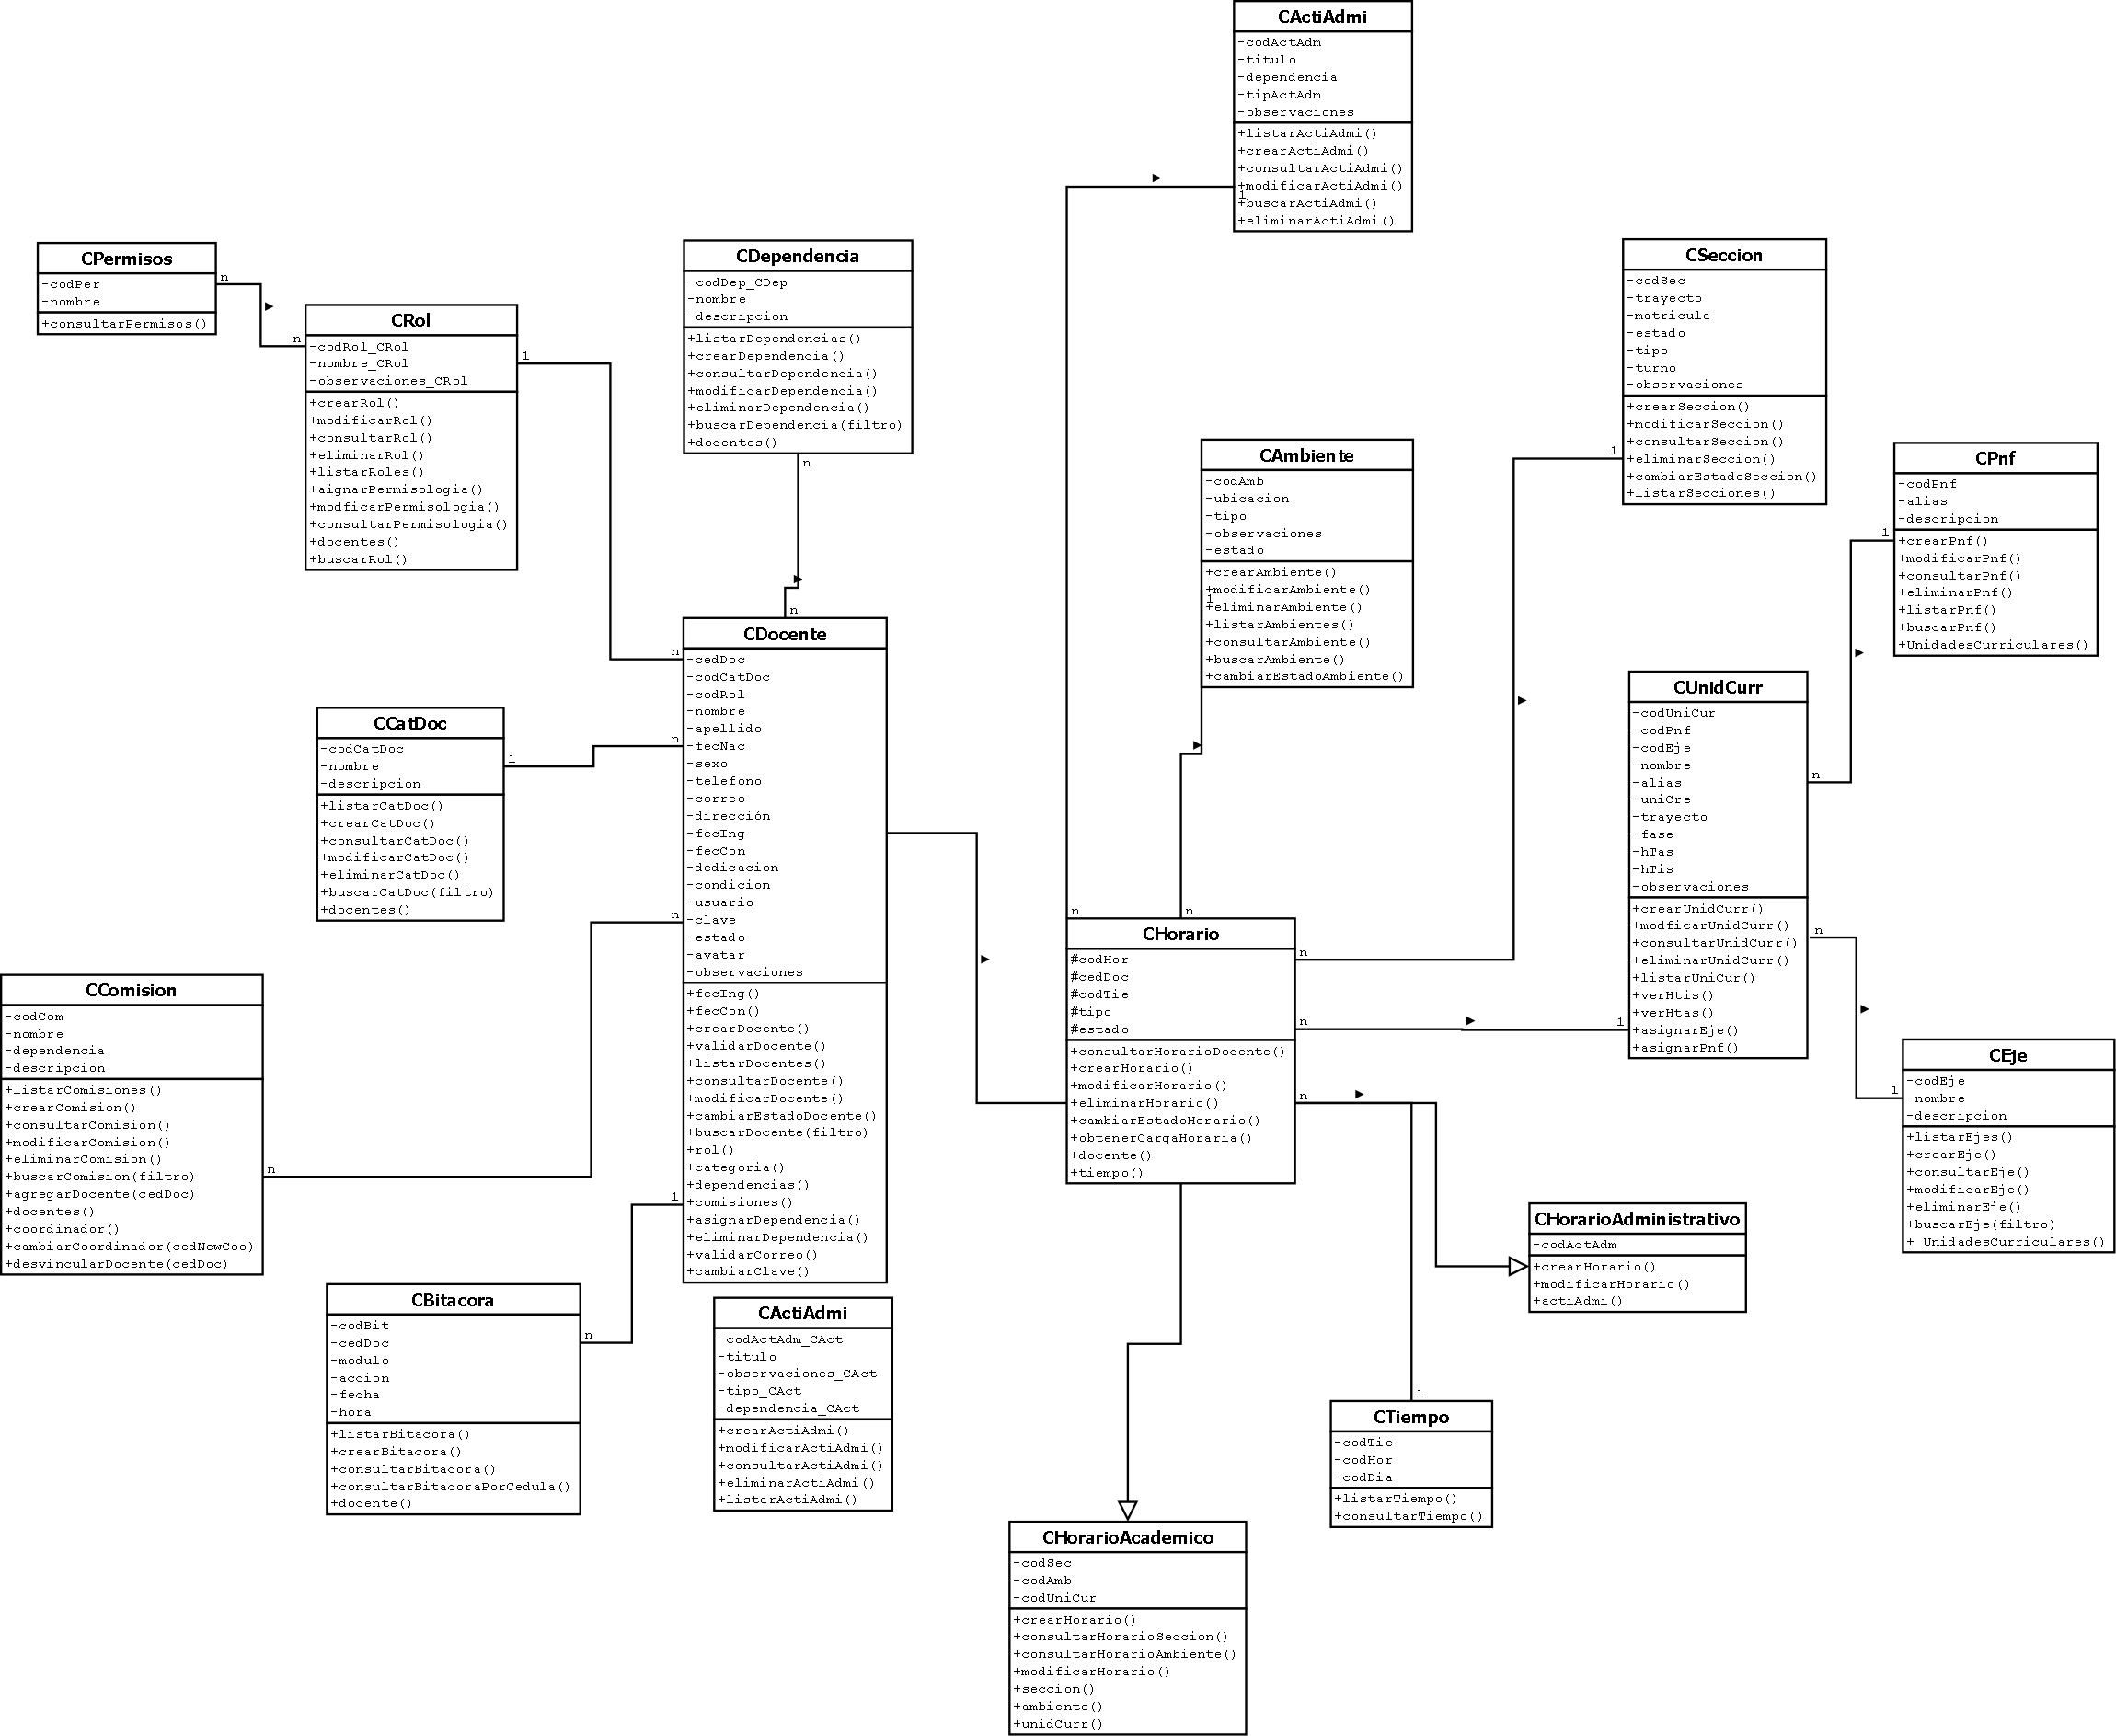 CActiAdmi
-codActAdm
-titulo
-dependencia
-tipActAdm
-observaciones
+listarActiAdmi()
+crearActiAdmi()
+consultarActiAdmi()
+modificarActiAdmi()
1
+buscarActiAdmi()
+eliminarActiAdmi()
CPermisos
-codPer
-nombre
+consultarPermisos()
n
n
CRol
-codRol_CRol
-nombre_CRol
-observaciones_CRol
+crearRol()
+modificarRol()
+consultarRol()
+eliminarRol()
+listarRoles()
+aignarPermisologia()
+modficarPermisologia()
+consultarPermisologia()
+docentes()
+buscarRol()
1
n
CDependencia
-codDep_CDep
-nombre
-descripcion
+listarDependencias()
+crearDependencia()
+consultarDependencia()
+modificarDependencia()
+eliminarDependencia()
+buscarDependencia(filtro)
+docentes()
n
n
CSeccion
-codSec
-trayecto
-matricula
-estado
-tipo
-turno
-observaciones
+crearSeccion()
+modificarSeccion()
+consultarSeccion()
1
+eliminarSeccion()
+cambiarEstadoSeccion()
+listarSecciones()
CAmbiente
-codAmb
-ubicacion
-tipo
-observaciones
-estado
+crearAmbiente()
+modificarAmbiente()
1
+eliminarAmbiente()
+listarAmbientes()
+consultarAmbiente()
+buscarAmbiente()
+cambiarEstadoAmbiente()
CPnf
-codPnf
-alias
-descripcion
1
+crearPnf()
+modificarPnf()
+consultarPnf()
+eliminarPnf()
+listarPnf()
+buscarPnf()
+UnidadesCurriculares()
CDocente
-cedDoc
-codCatDoc
-codRol
-nombre
-apellido
n
-fecNac
-sexo
-telefono
-correo
-dirección
-fecIng
-fecCon
-dedicacion
-condicion
-usuario
n
-clave
-estado
-avatar
-observaciones
+fecIng()
+fecCon()
+crearDocente()
+validarDocente()
+listarDocentes()
+consultarDocente()
+modificarDocente()
+cambiarEstadoDocente()
+buscarDocente(filtro)
+rol()
+categoria()
+dependencias()
1
+comisiones()
+asignarDependencia()
+eliminarDependencia()
+validarCorreo()
+cambiarClave()
CCatDoc
-codCatDoc
-nombre
-descripcion
1
+listarCatDoc()
+crearCatDoc()
+consultarCatDoc()
+modificarCatDoc()
+eliminarCatDoc()
+buscarCatDoc(filtro)
+docentes()
CUnidCurr
-codUniCur
-codPnf
-codEje
-nombre
-alias
n
-uniCre
-trayecto
-fase
-hTas
-hTis
-observaciones
+crearUnidCurr()
+modficarUnidCurr()
n
+consultarUnidCurr()
+eliminarUnidCurr()
+listarUniCur()
+verHtis()
+verHtas()
1
+asignarEje()
+asignarPnf()
n
n
CHorario
#codHor
n
#cedDoc
#codTie
#tipo
n
#estado
+consultarHorarioDocente()
+crearHorario()
+modificarHorario()
n
+eliminarHorario()
+cambiarEstadoHorario()
+obtenerCargaHoraria()
+docente()
+tiempo()
CComision
-codCom
-nombre
-dependencia
-descripcion
+listarComisiones()
+crearComision()
+consultarComision()
+modificarComision()
+eliminarComision()
n
+buscarComision(filtro)
+agregarDocente(cedDoc)
+docentes()
+coordinador()
+cambiarCoordinador(cedNewCoo)
+desvincularDocente(cedDoc)
CEje
-codEje
1
-nombre
-descripcion
+listarEjes()
+crearEje()
+consultarEje()
+modificarEje()
+eliminarEje()
+buscarEje(filtro)
+ UnidadesCurriculares()
CHorarioAdministrativo
-codActAdm
+crearHorario()
+modificarHorario()
+actiAdmi()
CBitacora
-codBit
n
-cedDoc
-modulo
-accion
-fecha
-hora
+listarBitacora()
+crearBitacora()
+consultarBitacora()
+consultarBitacoraPorCedula()
+docente()
CActiAdmi
-codActAdm_CAct
-titulo
-observaciones_CAct
-tipo_CAct
-dependencia_CAct
+crearActiAdmi()
+modificarActiAdmi()
+consultarActiAdmi()
+eliminarActiAdmi()
+listarActiAdmi()
1
CTiempo
-codTie
-codHor
-codDia
+listarTiempo()
+consultarTiempo()
CHorarioAcademico
-codSec
-codAmb
-codUniCur
+crearHorario()
+consultarHorarioSeccion()
+consultarHorarioAmbiente()
+modificarHorario()
+seccion()
+ambiente()
+unidCurr()